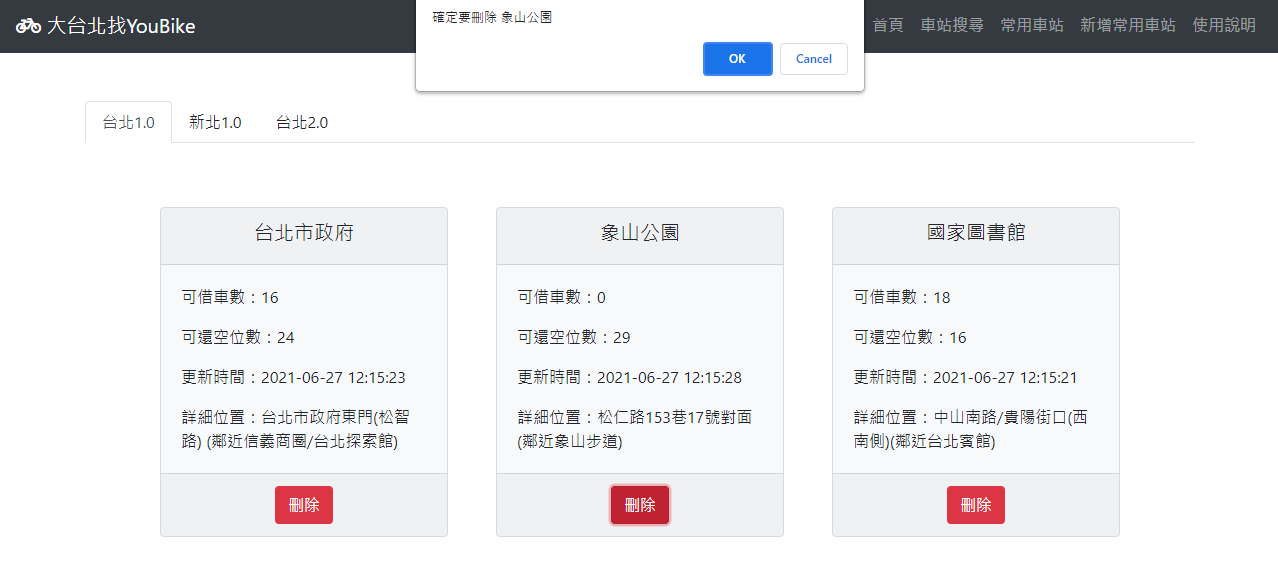 大台北找YouBike
首頁 車站搜尋 常用車站 新增常用車站 使用說明
確定要刪除 象山公園
OK Cancel
台北1.0 新北1.0 台北2.0
台北市政府
可借車數：16
可還空位數：24
更新時間：2021-06-27 12:15:23
詳細位置：台北市政府東門(松智
路) (鄰近信義商圈/台北探索館)
刪除
象山公園
可借車數：0
可還空位數：29
更新時間：2021-06-27 12:15:28
詳細位置：松仁路153巷17號對面
(鄰近象山步道)
刪除
國家圖書館
可借車數：18
可還空位數：16
更新時間：2021-06-27 12:15:21
詳細位置：中山南路/貴陽街口(西
南側)(鄰近台北賓館)
刪除